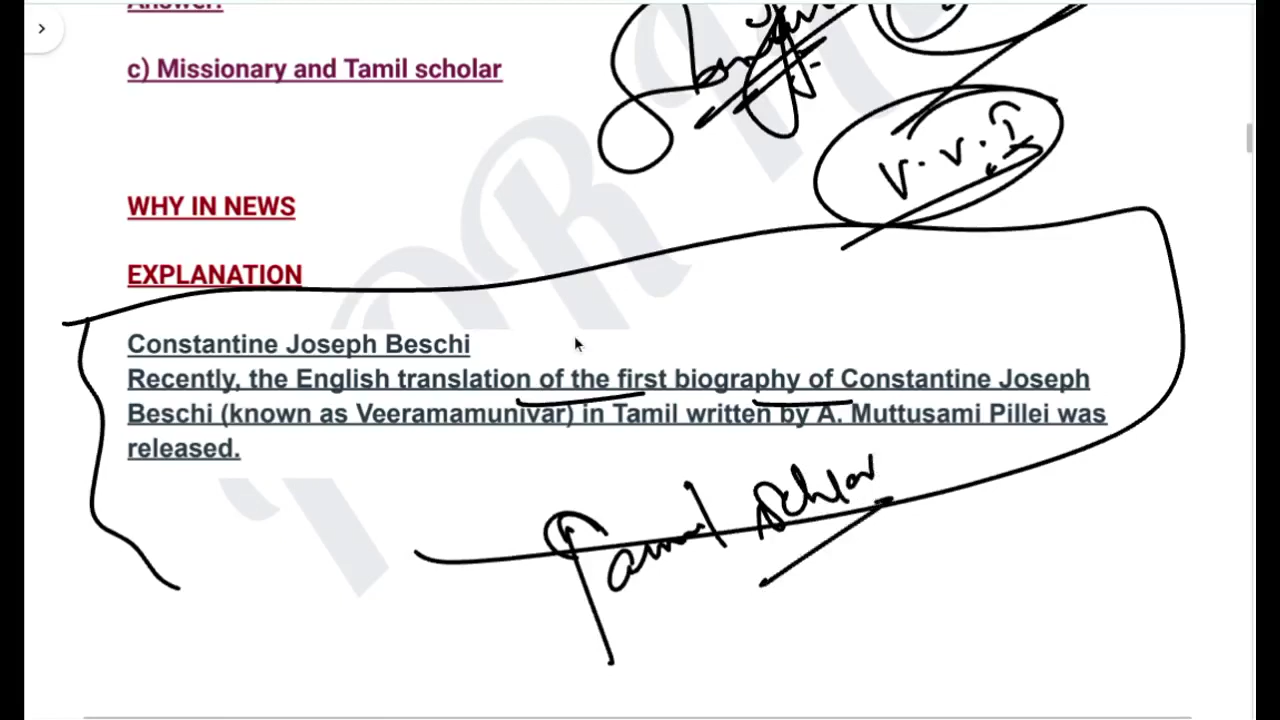 Answer:
c) Missionary and Tamil scholar
V.V.I
WHY IN NEWS
EXPLANATION
Constantine Joseph Beschi
Recently, the English translation of the first biography of Constantine Joseph
Beschi (known as Veeramamunivar) in Tamil written by A. Muttusami Pillei was
released.
Tamil Scholar